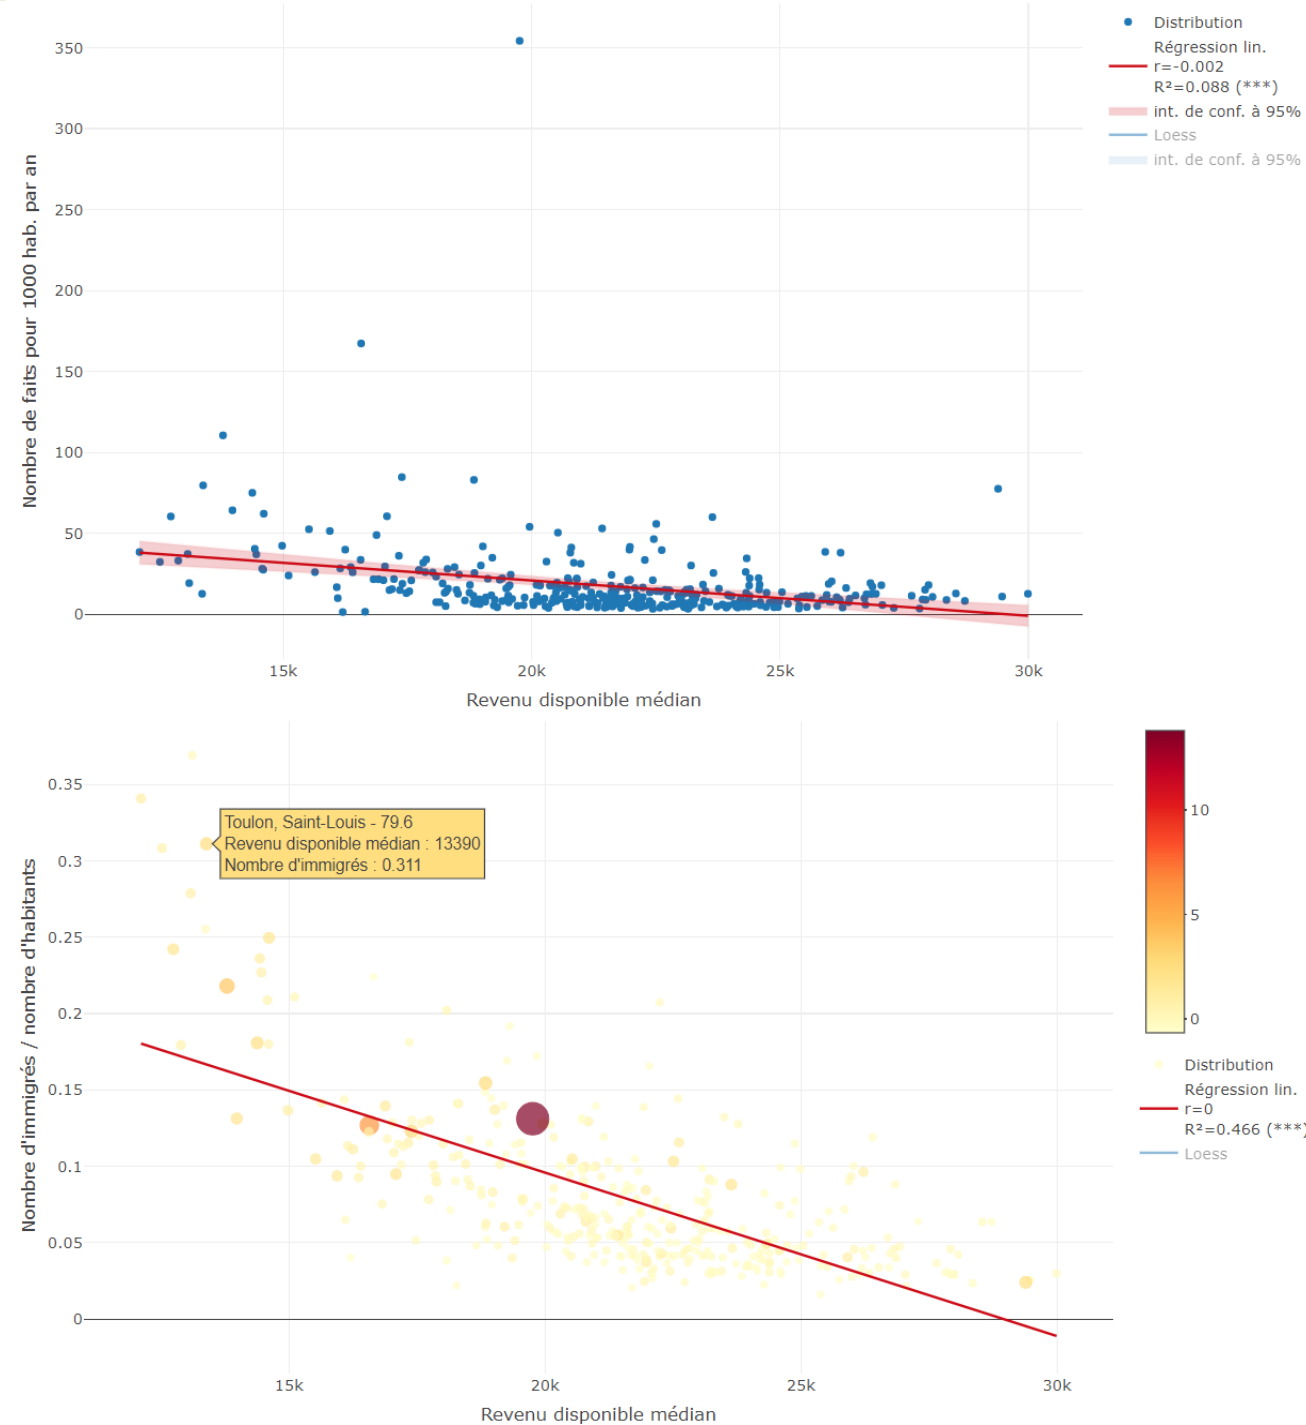 Distribution
Régression lin.
r=-0.002
R²=0.088 (***)
int. de conf. à 95%
Loess
int. de conf. à 95%
Nombre de faits pour 1000 hab. par an
350
300
250
200
150
100
50
0
15k
20k
25k
30k
Revenu disponible médian
Nombre d'immigrés / nombre d'habitants
0.35
0.3
0.25
0.2
0.15
0.1
0.05
0
Toulon, Saint-Louis - 79.6
Revenu disponible médian : 13390
Nombre d'immigrés : 0.311
10
5
0
Distribution
Régression lin.
r=0
R²=0.466 (***)
Loess
15k
20k
25k
30k
Revenu disponible médian